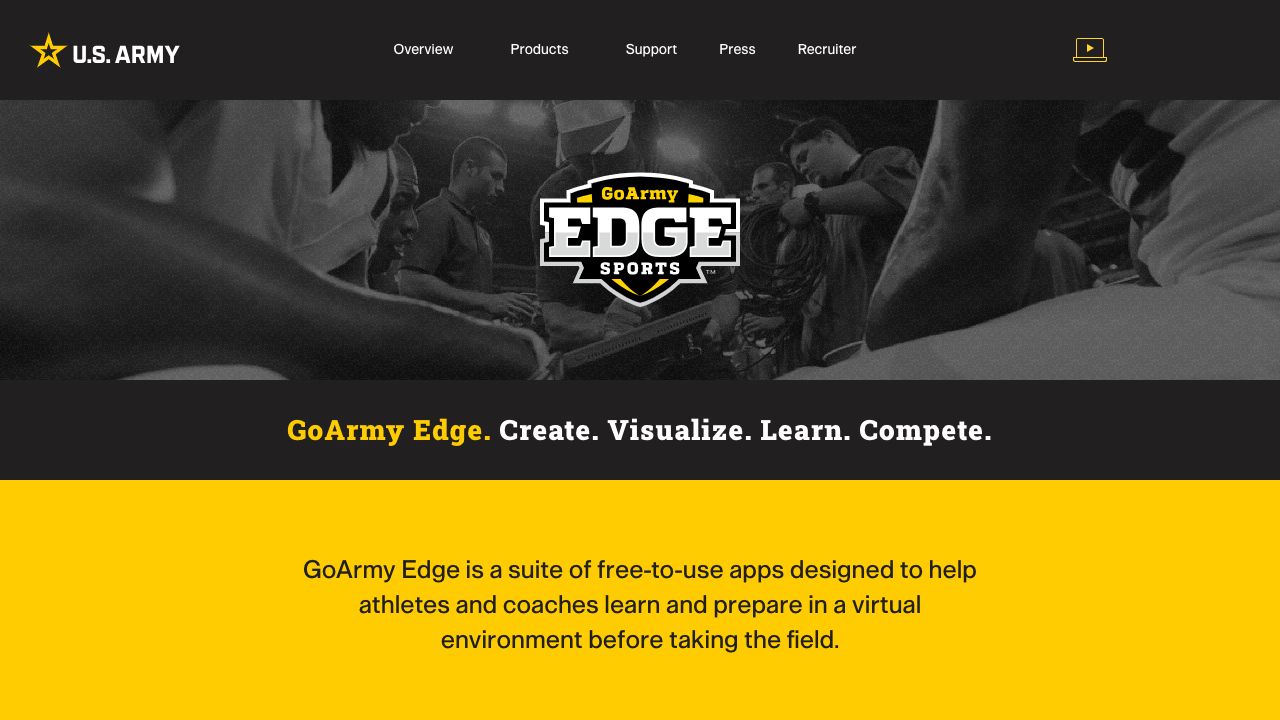 U.S. ARMY
Overview Products Support Press Recruiter
GoArmy
EDGE
SPORTS
TM
GoArmy Edge. Create. Visualize. Learn. Compete.
GoArmy Edge is a suite of free-to-use apps designed to help
athletes and coaches learn and prepare in a virtual
environment before taking the field.